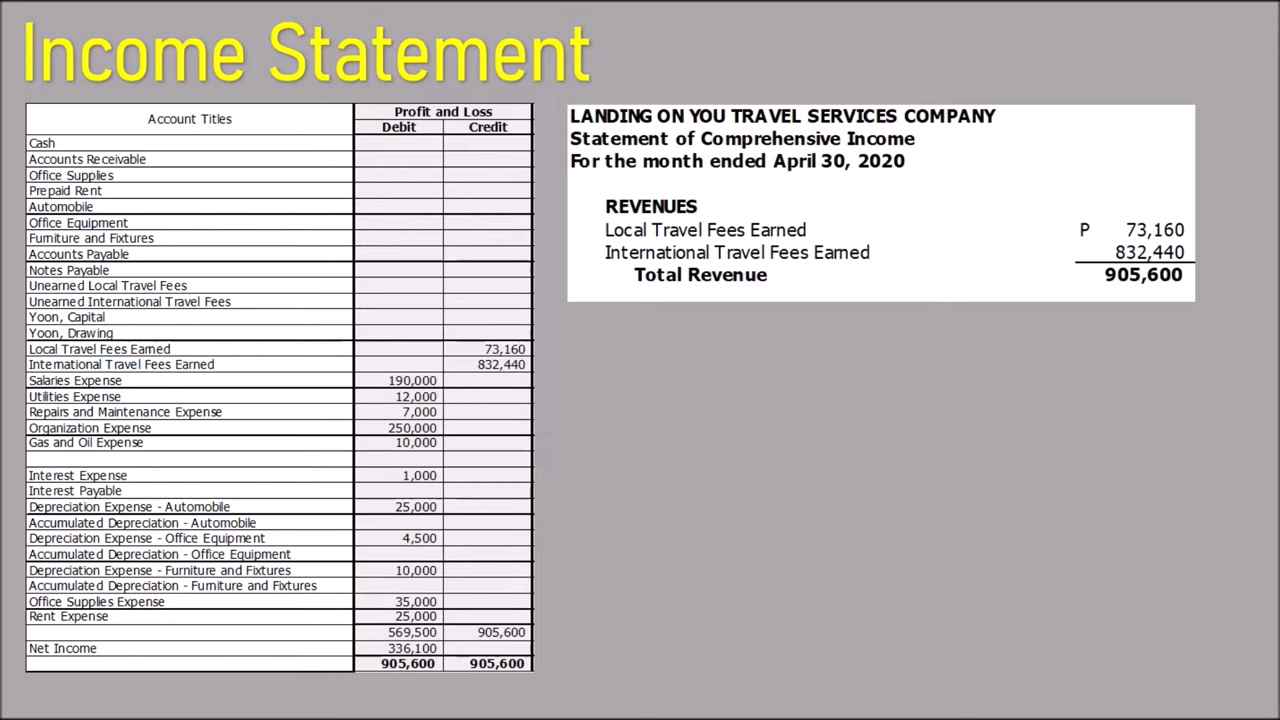 Income Statement
Account Titles
Profit and Loss
Debit Credit
Cash
Accounts Receivable
Office Supplies
Prepaid Rent
Automobile
Office Equipment
Furniture and Fixtures
Accounts Payable
Notes Payable
Unearned Local Travel Fees
Unearned International Travel Fees
Yoon, Capital
Yoon, Drawing
Local Travel Fees Earned 73,160
International Travel Fees Earned 832,440
Salaries Expense 190,000
Utilities Expense 12,000
Repairs and Maintenance Expense 7,000
Organization Expense 250,000
Gas and Oil Expense 10,000
Interest Expense 1,000
Interest Payable
Depreciation Expense - Automobile 25,000
Accumulated Depreciation - Automobile
Depreciation Expense - Office Equipment 4,500
Accumulated Depreciation - Office Equipment
Depreciation Expense - Furniture and Fixtures 10,000
Accumulated Depreciation - Furniture and Fixtures
Office Supplies Expense 35,000
Rent Expense 25,000
569,500 905,600
Net Income 336,100
905,600 905,600
LANDING ON YOU TRAVEL SERVICES COMPANY
Statement of Comprehensive Income
For the month ended April 30, 2020
REVENUES
Local Travel Fees Earned P 73,160
International Travel Fees Earned 832,440
Total Revenue 905,600